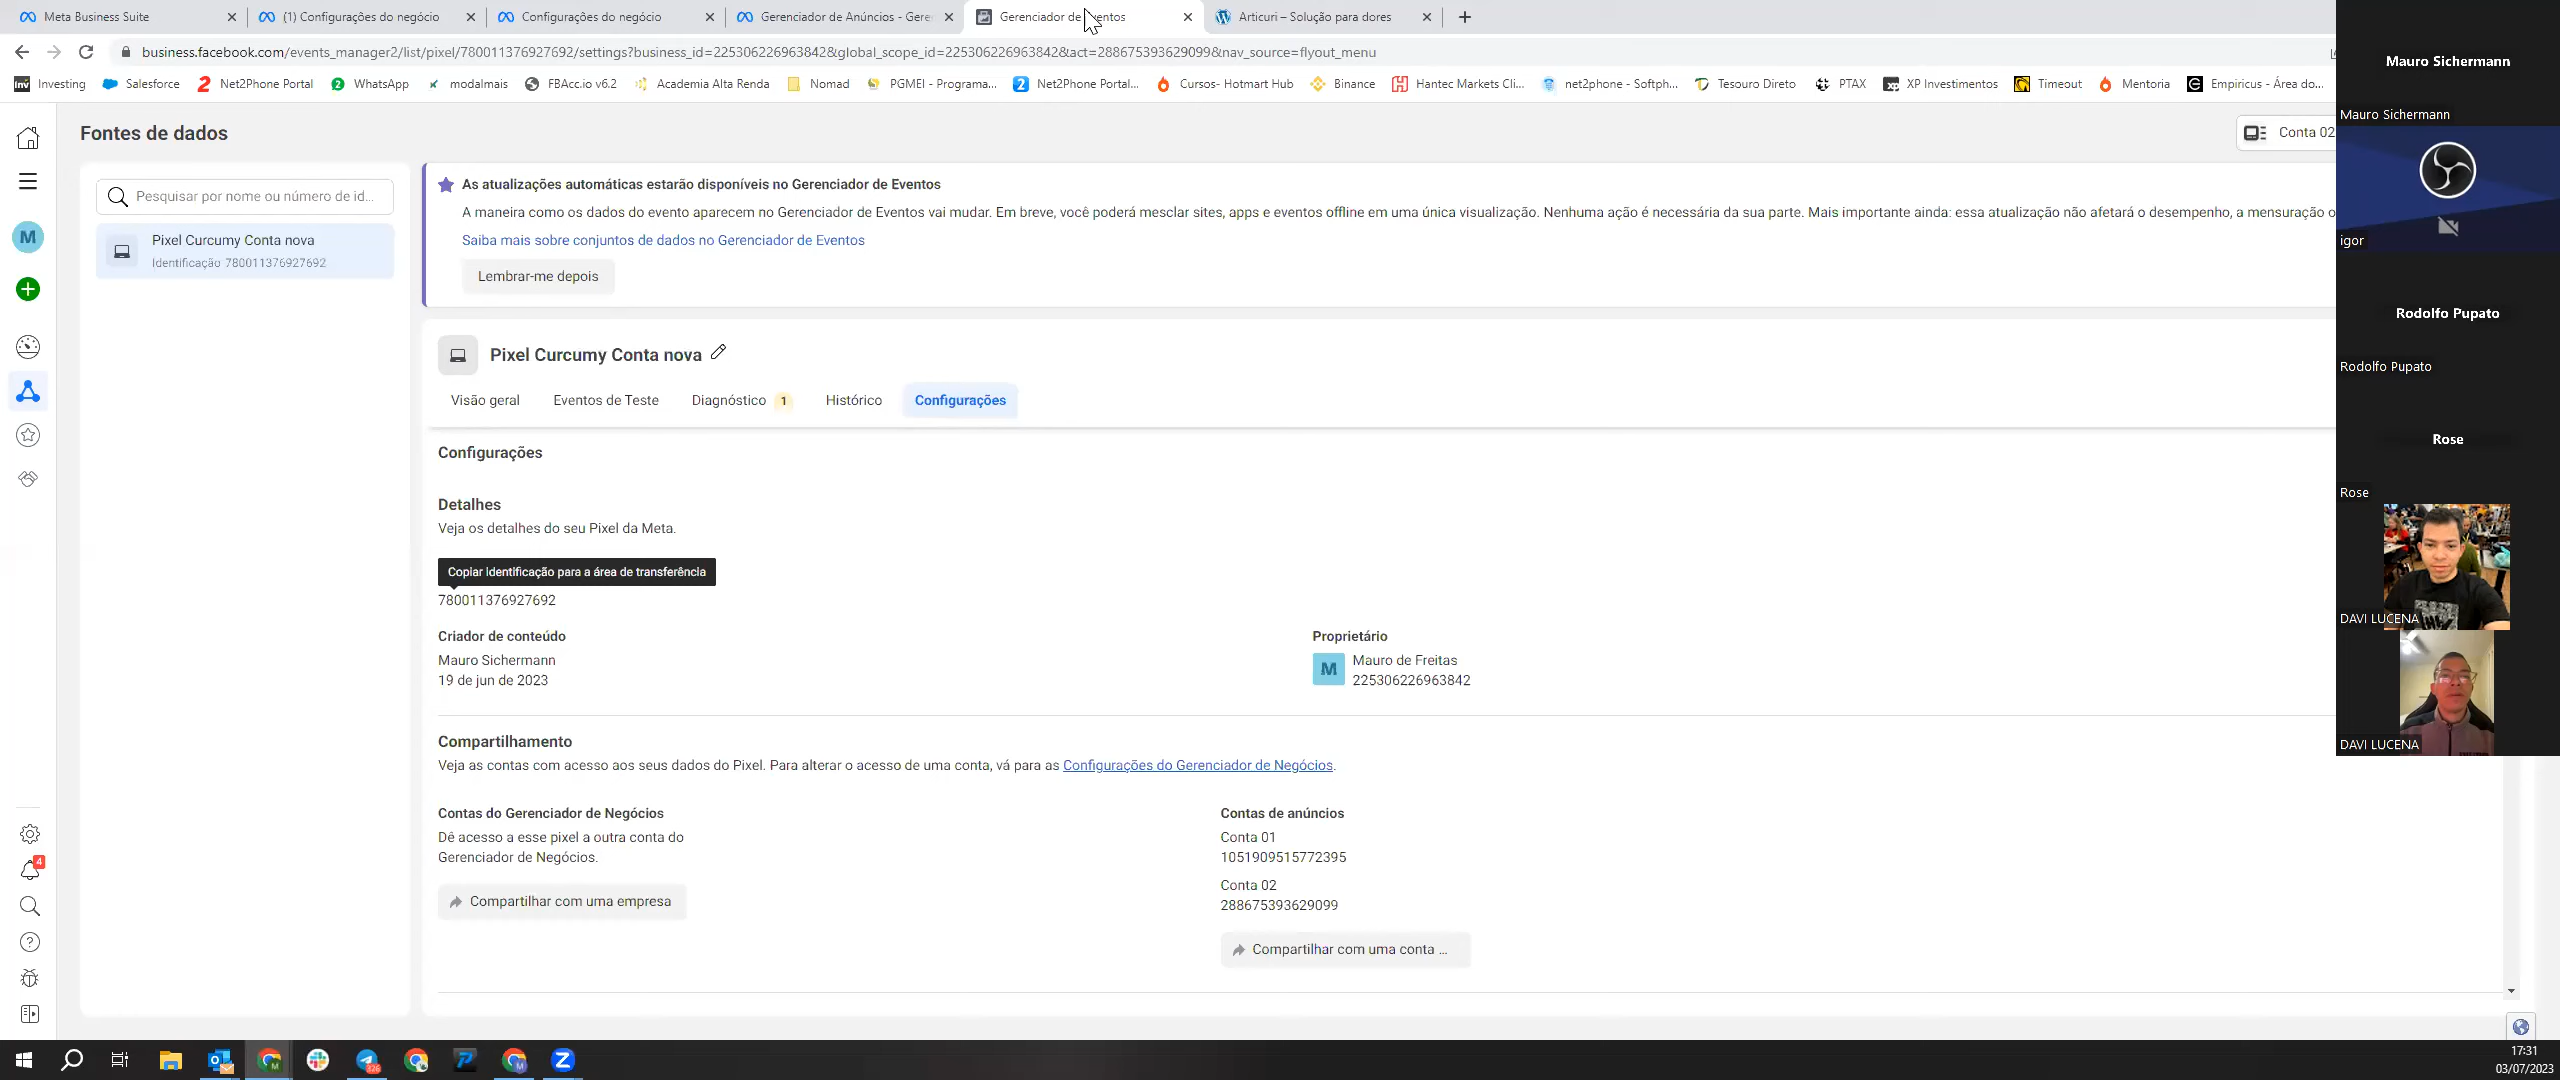 Meta Business Suite
(1) Configurações do negócio
Configurações do negócio
Gerenciador de Anúncios - Gere
Gerenciador de Eventos
Articuri – Solução para dores
business.facebook.com/events_manager2/list/pixel/780011376927692/settings?business_id=225306226963842&global_scope_id=225306226963842&act=288675393629099&nav_source=flyout_menu
Investing
Salesforce
Net2Phone Portal
WhatsApp
modalmais
FBAcc.io v6.2
Academia Alta Renda
Nomad
PGMEI - Programa...
Net2Phone Portal...
Cursos- Hotmart Hub
Binance
Hantec Markets Cli...
net2phone - Softph...
Tesouro Direto
PTAX
XP Investimentos
Timeout
Mentoria
Empiricus - Área do...
Fontes de dados
Conta 02
Pesquisar por nome ou número de id...
Pixel Curcumy Conta nova
Identificação 780011376927692
As atualizações automáticas estarão disponíveis no Gerenciador de Eventos
A maneira como os dados do evento aparecem no Gerenciador de Eventos vai mudar. Em breve, você poderá mesclar sites, apps e eventos offline em uma única visualização. Nenhuma ação é necessária da sua parte. Mais importante ainda: essa atualização não afetará o desempenho, a mensuração o
Saiba mais sobre conjuntos de dados no Gerenciador de Eventos
Lembrar-me depois
Pixel Curcumy Conta nova
Visão geral
Eventos de Teste
Diagnóstico 1
Histórico
Configurações
Configurações
Detalhes
Veja os detalhes do seu Pixel da Meta.
Copiar identificação para a área de transferência
780011376927692
Criador de conteúdo
Mauro Sichermann
19 de jun de 2023
Proprietário
M
Mauro de Freitas
225306226963842
Compartilhamento
Veja as contas com acesso aos seus dados do Pixel. Para alterar o acesso de uma conta, vá para as Configurações do Gerenciador de Negócios.
Contas do Gerenciador de Negócios
Dê acesso a esse pixel a outra conta do
Gerenciador de Negócios.
Compartilhar com uma empresa
Contas de anúncios
Conta 01
1051909515772395
Conta 02
288675393629099
Compartilhar com uma conta ...
M
4
Mauro Sichermann
Mauro Sichermann
igor
Rodolfo Pupato
Rodolfo Pupato
Rose
Rose
DAVI LUCENA
DAVI LUCENA
326
17:31
03/07/2023